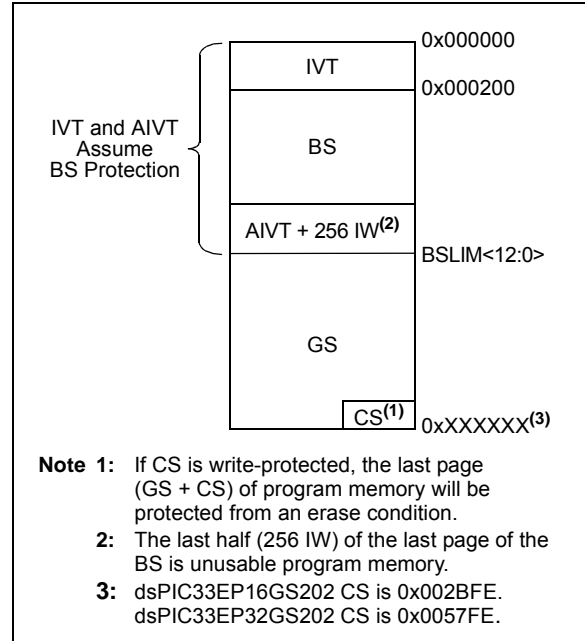 0x000000
IVT
0x000200
IVT and AIVT
Assume
BS Protection
BS
AIVT + 256 IW(2)
BSLIM<12:0>
GS
CS(1)
0xXXXXXX(3)
Note 1: If CS is write-protected, the last page
(GS + CS) of program memory will be
protected from an erase condition.
2: The last half (256 IW) of the last page of the
BS is unusable program memory.
3: dsPIC33EP16GS202 CS is 0x002BFE.
dsPIC33EP32GS202 CS is 0x0057FE.